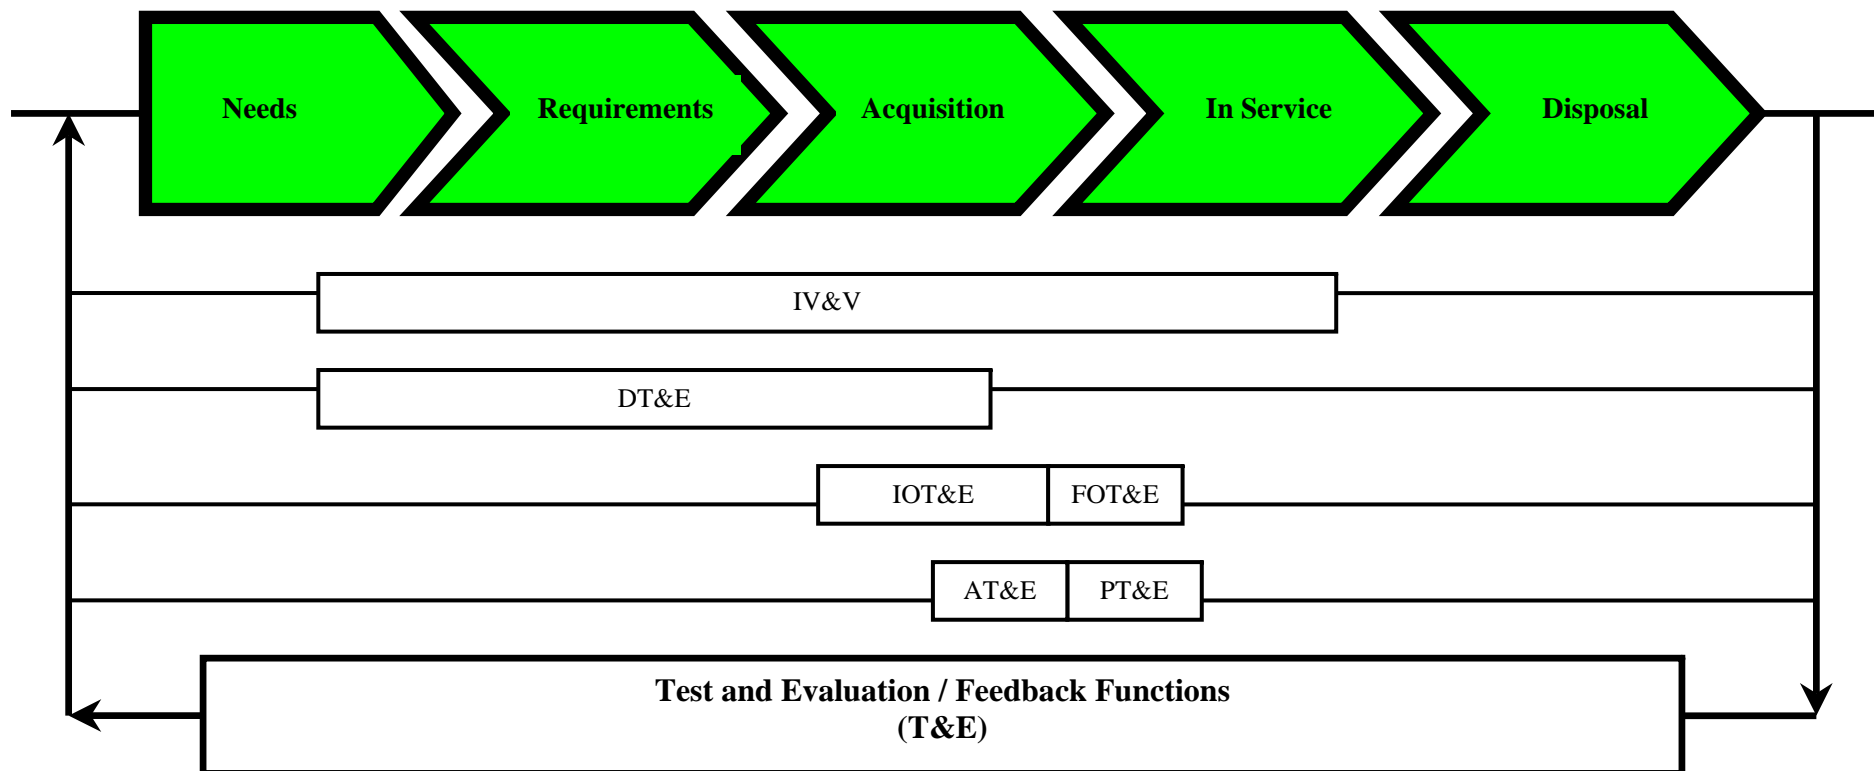 Needs
Requirements
Acquisition
In Service
Disposal
IV&V
DT&E
IOT&E
FOT&E
AT&E
PT&E
Test and Evaluation / Feedback Functions
(T&E)